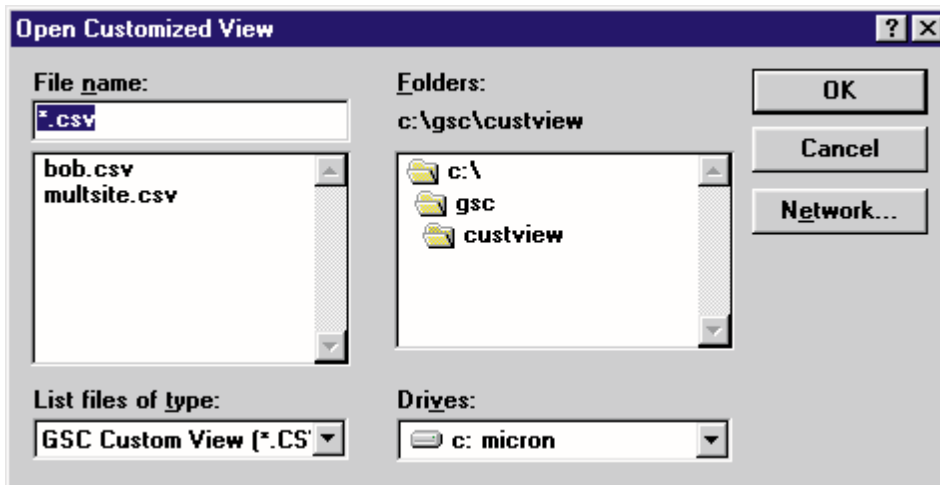 Open Customized View
File name:
*.csv
bob.csv
multsite.csv
List files of type:
GSC Custom View (*.CS
Folders:
c:\gsc\custview
c:\
gsc
custview
Drives:
c: micron
OK
Cancel
Network...